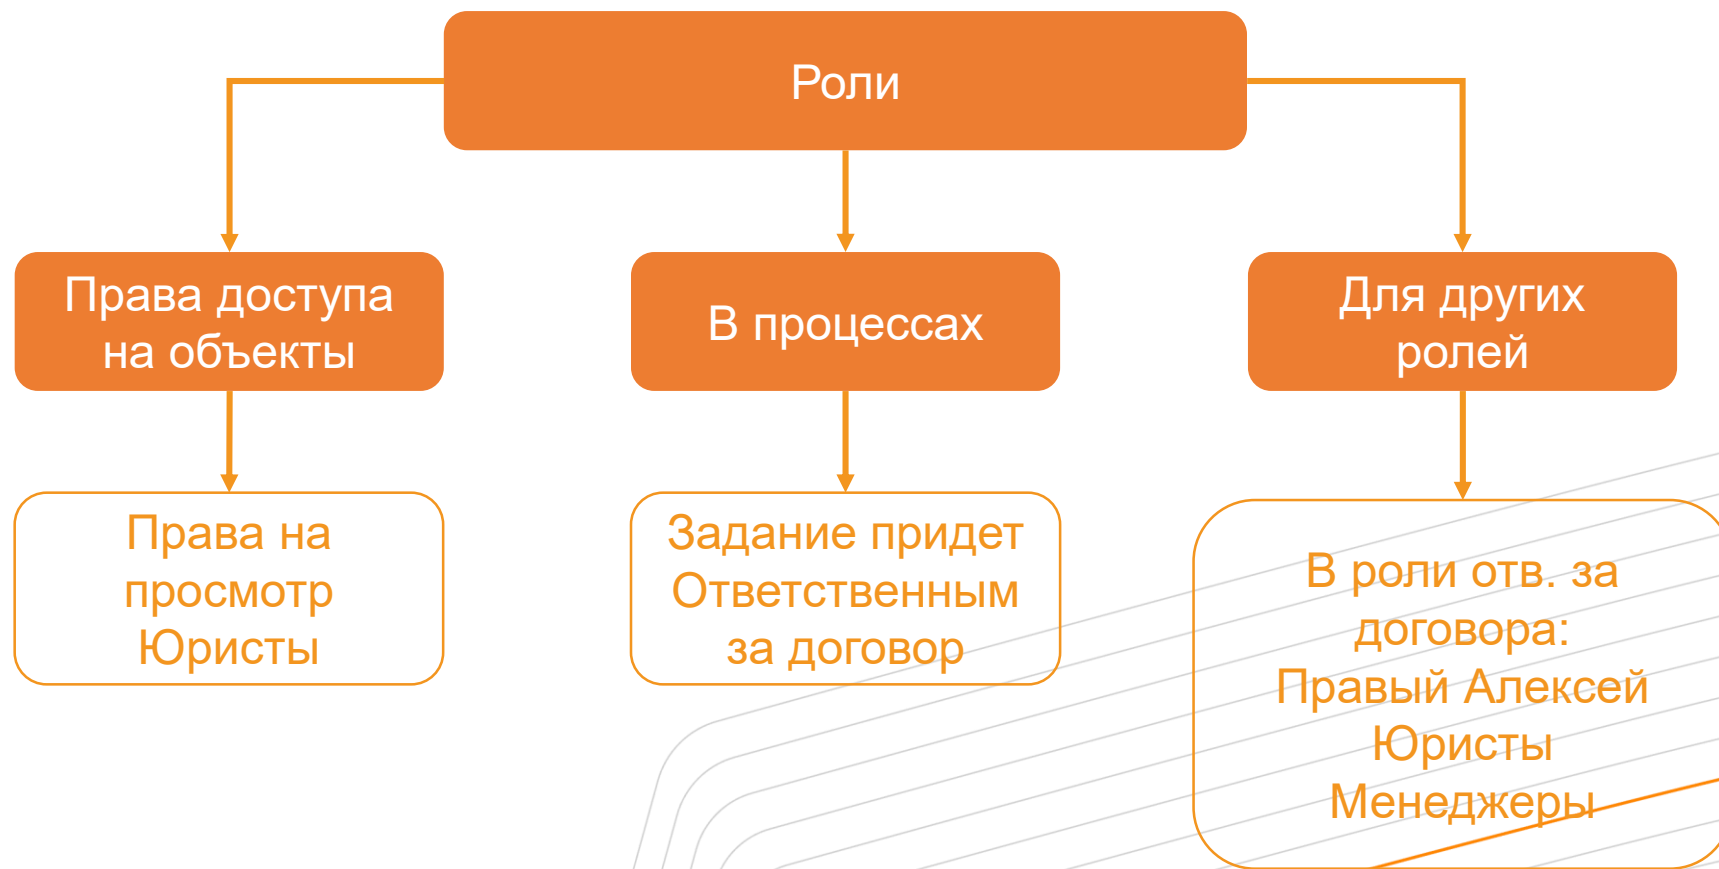 Роли
Права доступа
на объекты
В процессах
Для других
ролей
Права на
просмотр
Юристы
Задание придет
Ответственным
за договор
В роли отв. за
договора:
Правый Алексей
Юристы
Менеджеры